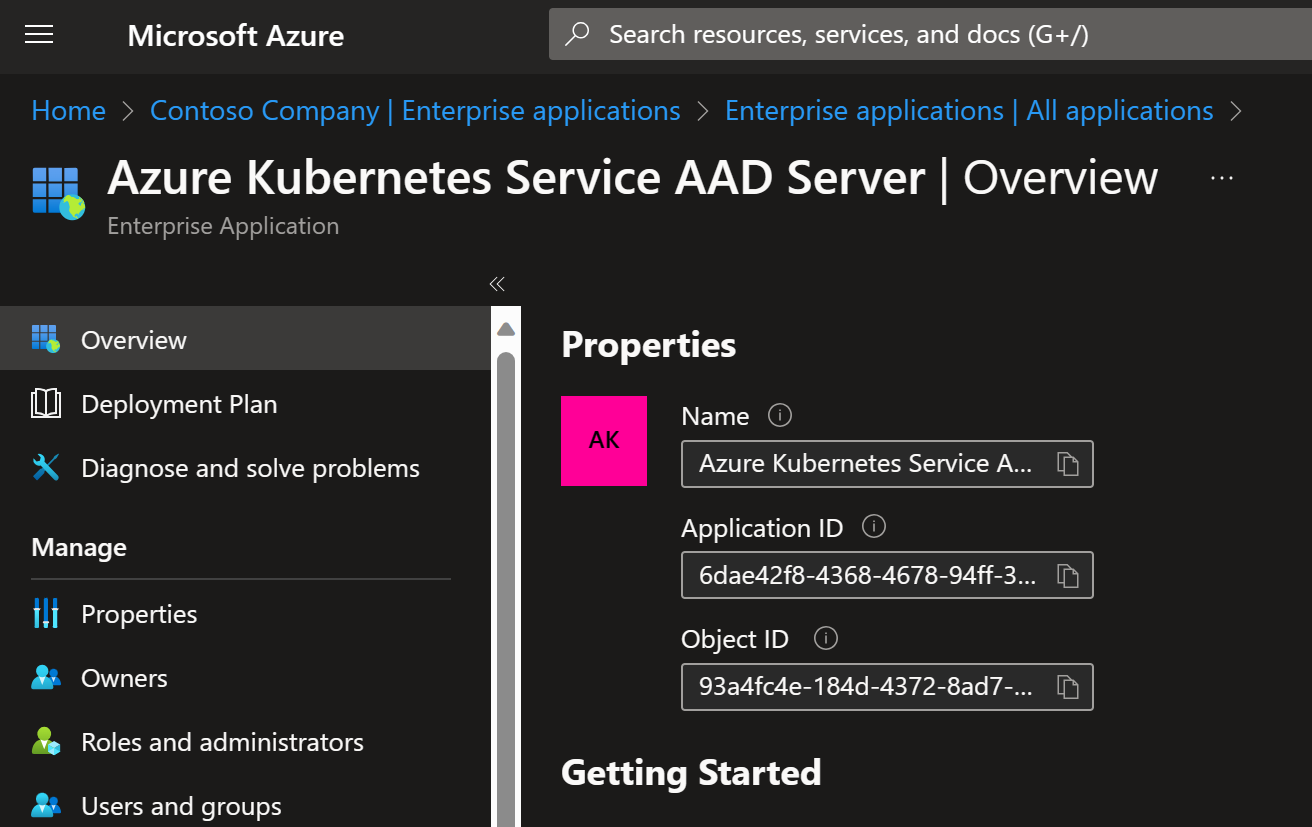 Microsoft Azure
Search resources, services, and docs (G+/)
Home > Contoso Company | Enterprise applications > Enterprise applications | All applications >
Azure Kubernetes Service AAD Server | Overview ...
Enterprise Application
«
Overview
Deployment Plan
Diagnose and solve problems
Manage
Properties
Owners
Roles and administrators
Users and groups
Properties
AK
Name
Azure Kubernetes Service A...
Application ID
6dae42f8-4368-4678-94ff-3...
Object ID
93a4fc4e-184d-4372-8ad7-...
Getting Started